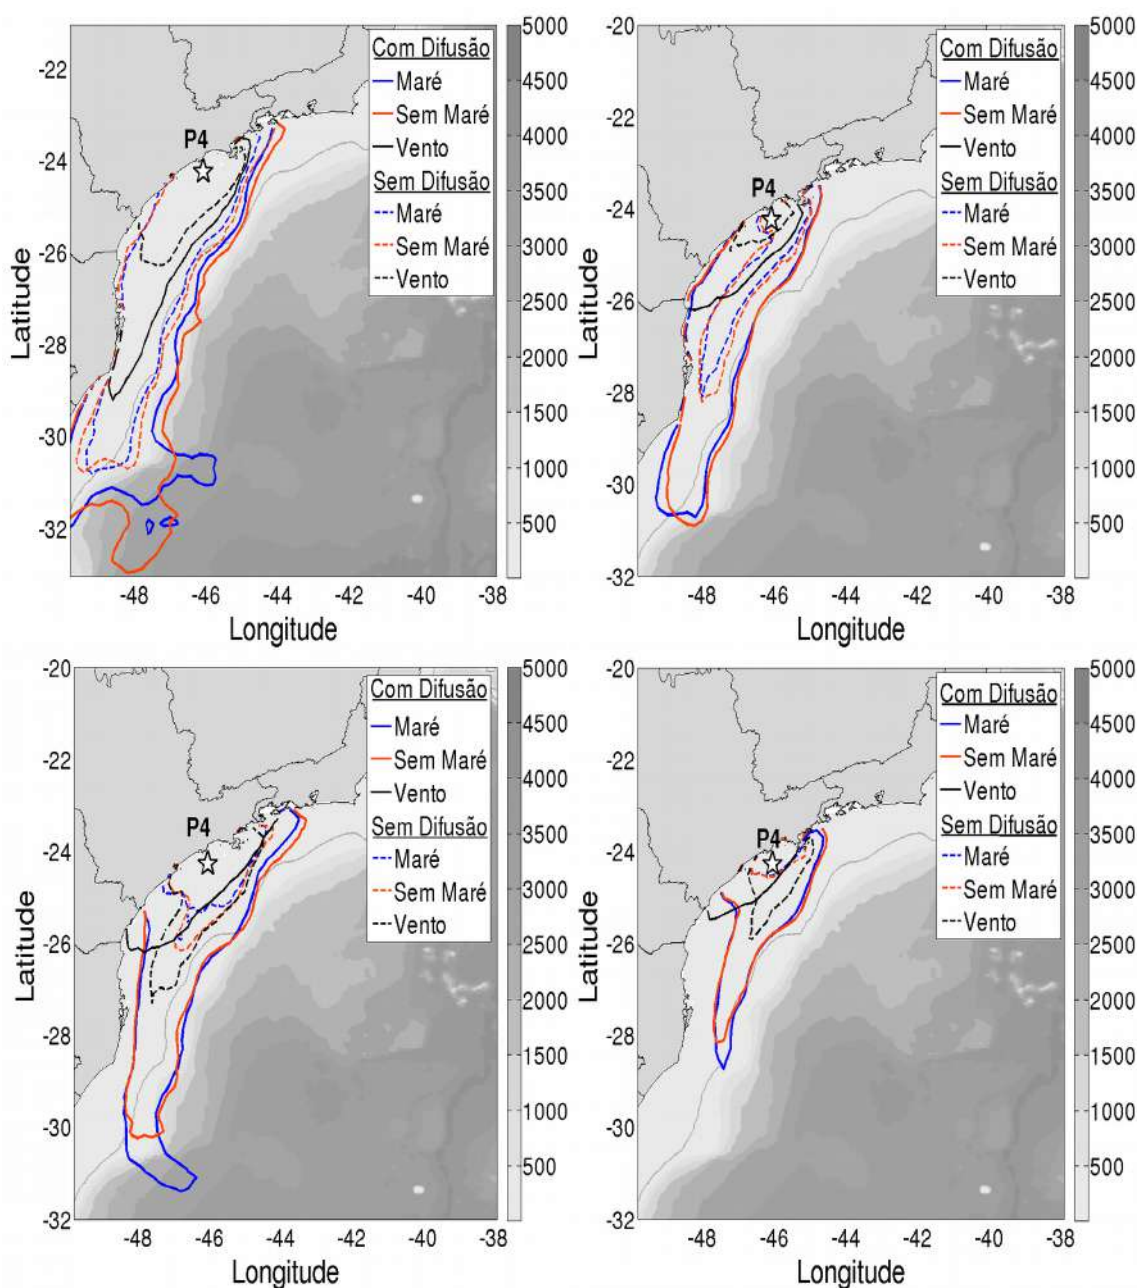 -22
-24
-26
-28
-30
-32
-48
-46
-44
-42
-40
-38
Latitude
Longitude
P4
Com Difusão
Maré
Sem Maré
Vento
Sem Difusão
Maré
Sem Maré
Vento
5000
4500
4000
3500
3000
2500
2000
1500
1000
500
-20
-22
-24
-26
-28
-30
-32
-48
-46
-44
-42
-40
-38
Latitude
Longitude
P4
Com Difusão
Maré
Sem Maré
Vento
Sem Difusão
Maré
Sem Maré
Vento
5000
4500
4000
3500
3000
2500
2000
1500
1000
500
-20
-22
-24
-26
-28
-30
-32
-48
-46
-44
-42
-40
-38
Latitude
Longitude
P4
Com Difusão
Maré
Sem Maré
Vento
Sem Difusão
Maré
Sem Maré
Vento
5000
4500
4000
3500
3000
2500
2000
1500
1000
500
-20
-22
-24
-26
-28
-30
-32
-48
-46
-44
-42
-40
-38
Latitude
Longitude
P4
Com Difusão
Maré
Sem Maré
Vento
Sem Difusão
Maré
Sem Maré
Vento
5000
4500
4000
3500
3000
2500
2000
1500
1000
500